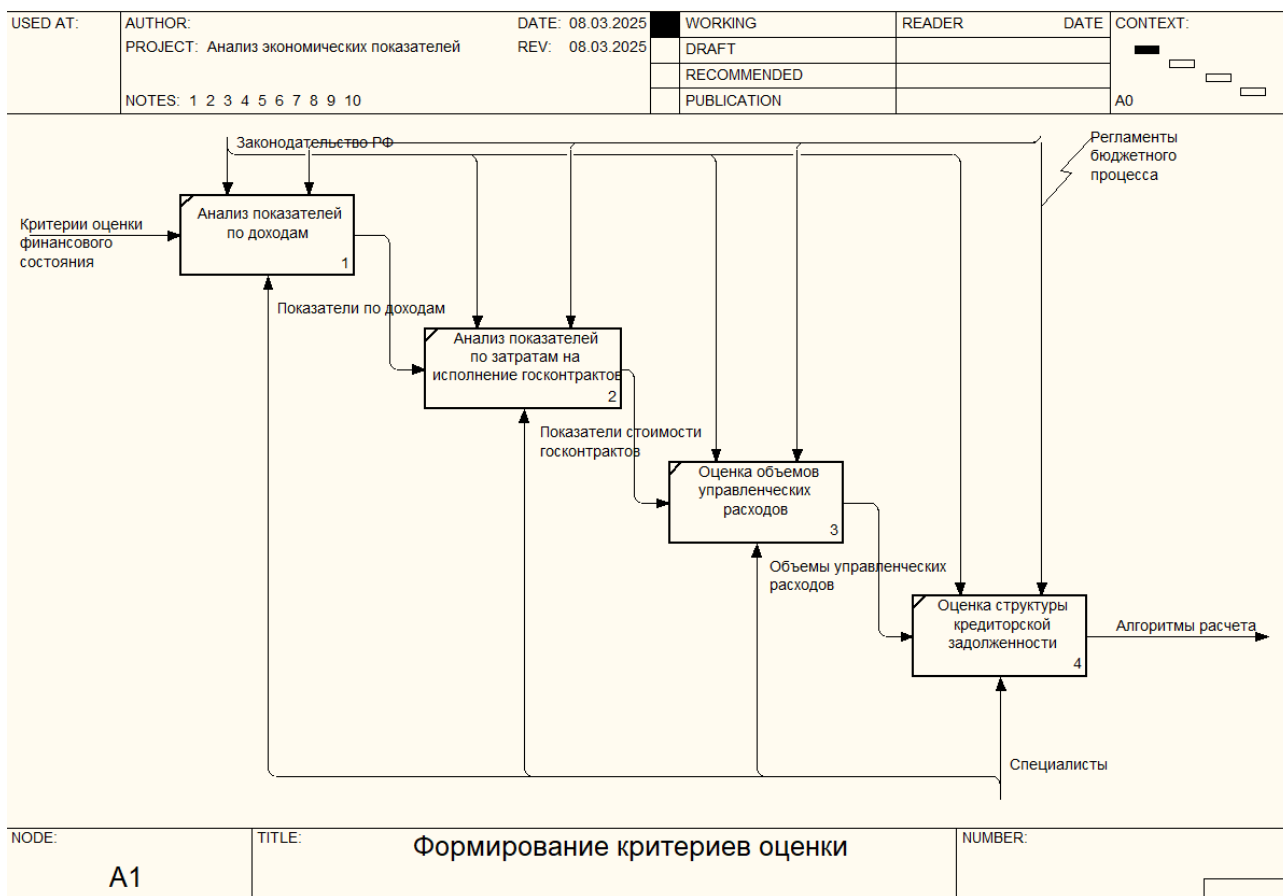 USED AT:
AUTHOR:
DATE: 08.03.2025
PROJECT: Анализ экономических показателей
REV: 08.03.2025
NOTES: 1 2 3 4 5 6 7 8 9 10
WORKING
DRAFT
RECOMMENDED
PUBLICATION
READER
DATE
CONTEXT:
A0
Законодательство РФ
Регламенты
бюджетного
процесса
Критерии оценки
финансового
состояния
Анализ показателей
по доходам
1
Показатели по доходам
Анализ показателей
по затратам на
исполнение госконтрактов
2
Показатели стоимости
госконтрактов
Оценка объемов
управленческих
расходов
3
Объемы управленческих
расходов
Оценка структуры
кредиторской
задолженности
4
Алгоритмы расчета
Специалисты
NODE:
A1
TITLE:
Формирование критериев оценки
NUMBER: